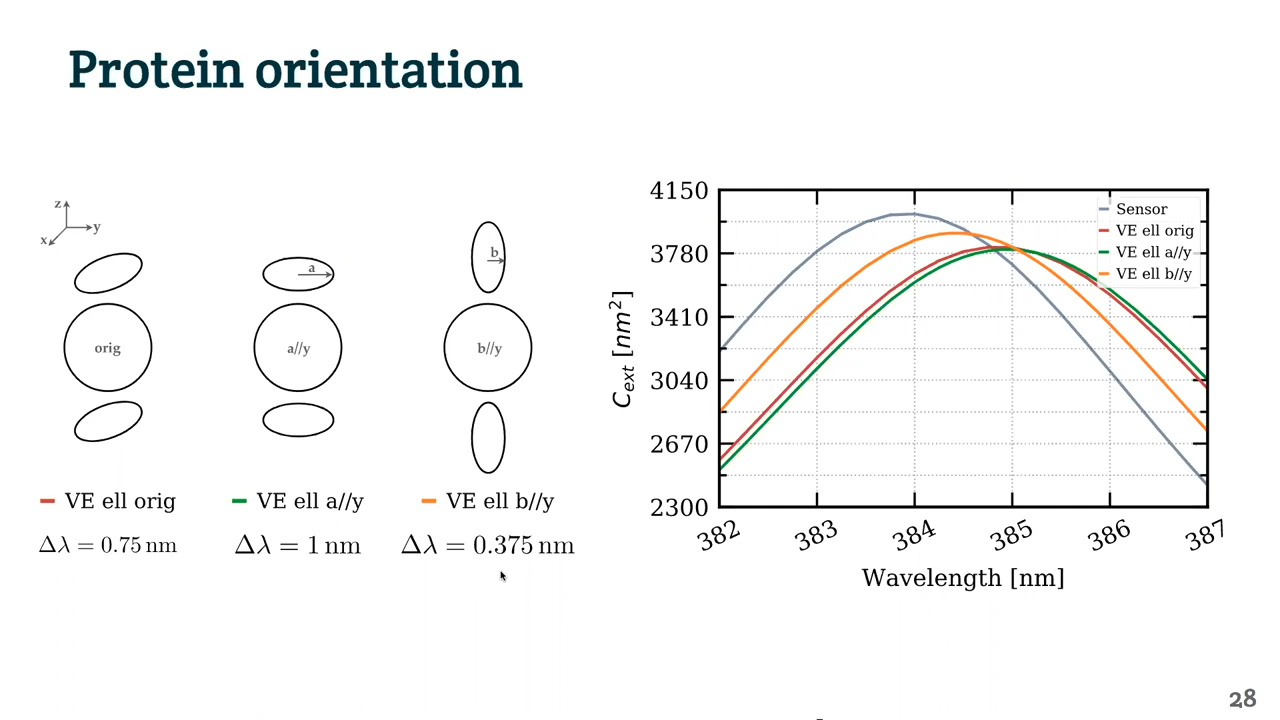 Protein orientation
z
y
x
orig
a
a//y
b
b//y
VE ell orig
VE ell a//y
VE ell b//y
Δλ = 0.75 nm
Δλ = 1 nm
Δλ = 0.375 nm
4150
3780
3410
3040
2670
2300
C_ext [nm²]
Sensor
VE ell orig
VE ell a//y
VE ell b//y
382
383
384
385
386
387
Wavelength [nm]
28